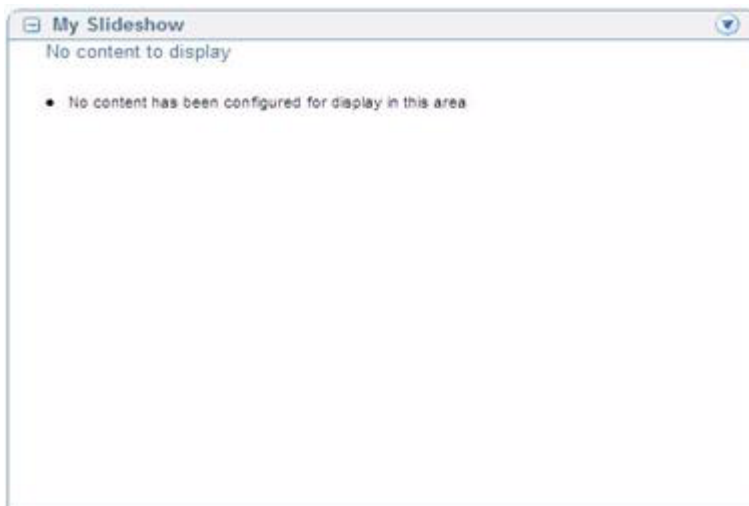 My Slideshow
No content to display
No content has been configured for display in this area